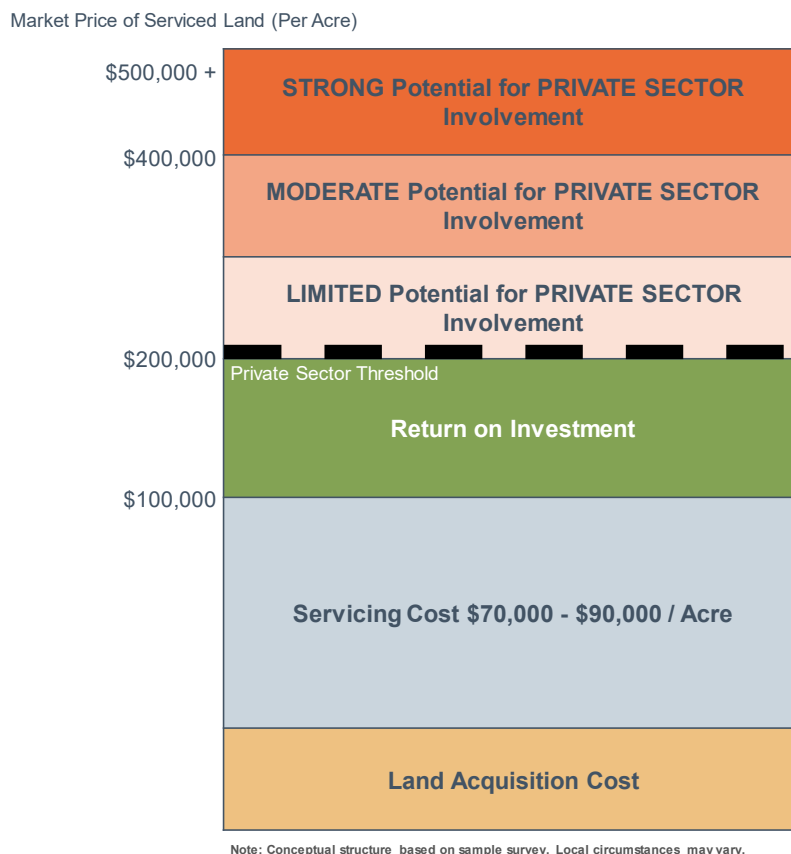 Market Price of Serviced Land (Per Acre)
$500,000 +
STRONG Potential for PRIVATE SECTOR
Involvement
$400,000
MODERATE Potential for PRIVATE SECTOR
Involvement
LIMITED Potential for PRIVATE SECTOR
Involvement
$200,000
Private Sector Threshold
Return on Investment
$100,000
Servicing Cost $70,000 - $90,000 / Acre
Land Acquisition Cost
Note: Conceptual structure based on sample survey. Local circumstances may vary.